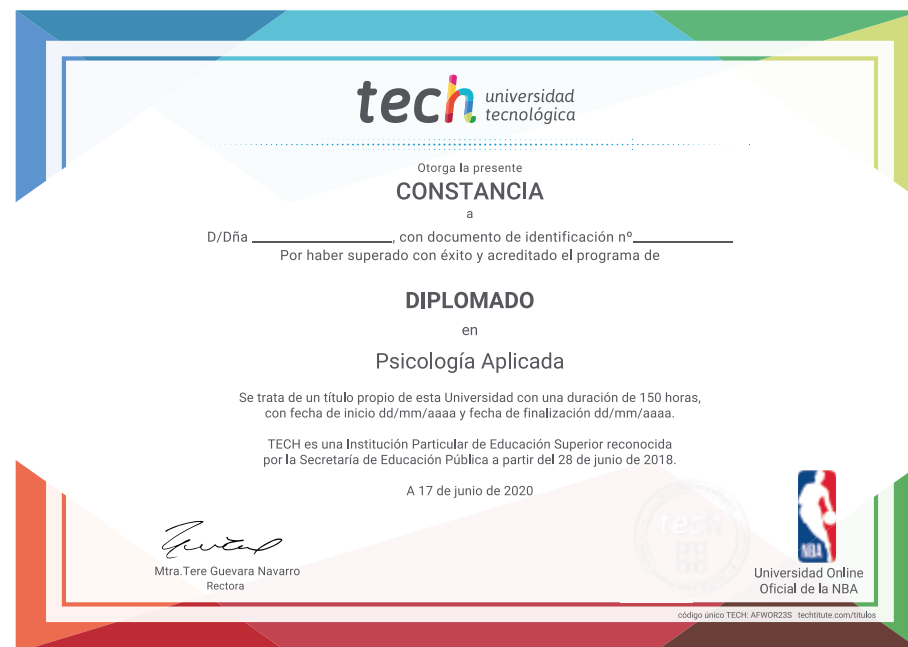 tech universidad
tecnológica
Otorga la presente
CONSTANCIA
a
D/Dña ____________________, con documento de identificación nº______________
Por haber superado con éxito y acreditado el programa de
DIPLOMADO
en
Psicología Aplicada
Se trata de un título propio de esta Universidad con una duración de 150 horas,
con fecha de inicio dd/mm/aaaa y fecha de finalización dd/mm/aaaa.
TECH es una Institución Particular de Educación Superior reconocida
por la Secretaría de Educación Pública a partir del 28 de junio de 2018.
A 17 de junio de 2020
tech
Mtra.Tere Guevara Navarro
Rectora
NBA
Universidad Online
Oficial de la NBA
código único TECH: AFWOR23S techtitute.com/titulos